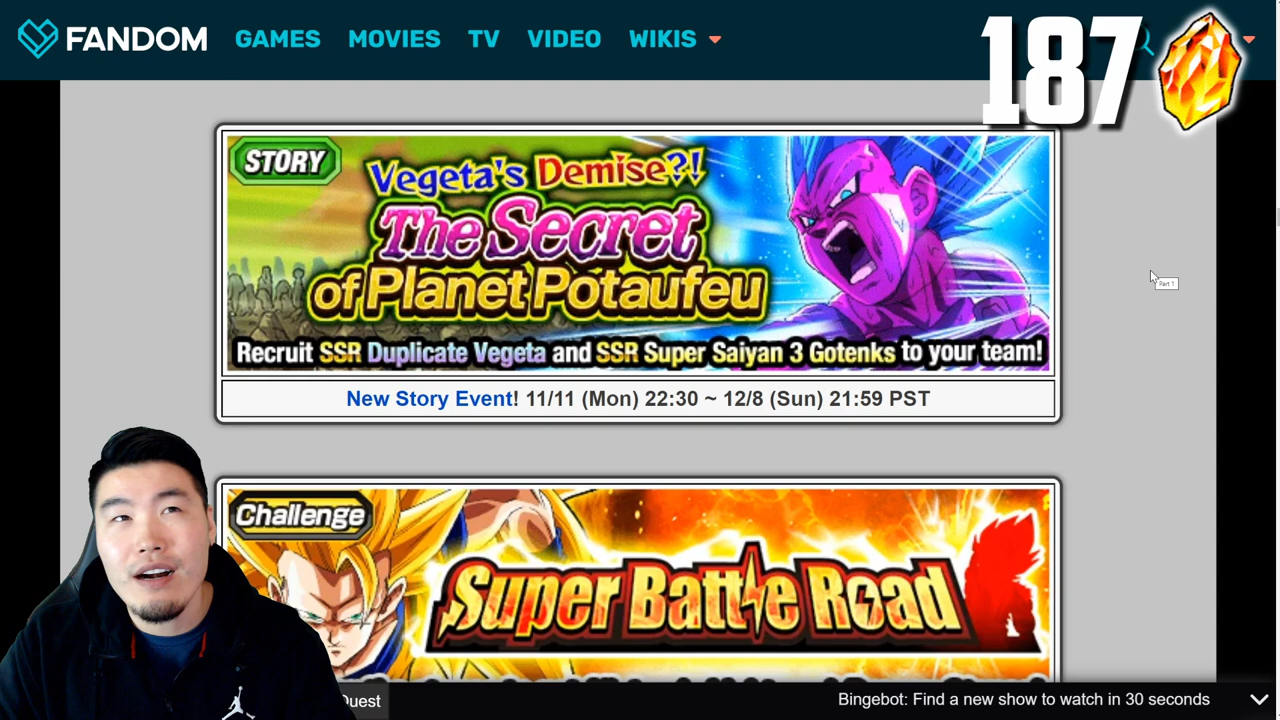 FANDOM GAMES MOVIES TV VIDEO WIKIS
187
STORY
Vegeta's Demise?!
The Secret
of Planet Potaufeu
Recruit SSR Duplicate Vegeta and SSR Super Saiyan 3 Gotenks to your team!
Part 1
New Story Event! 11/11 (Mon) 22:30 ~ 12/8 (Sun) 21:59 PST
Challenge
Super Battle Road
Bingebot: Find a new show to watch in 30 seconds